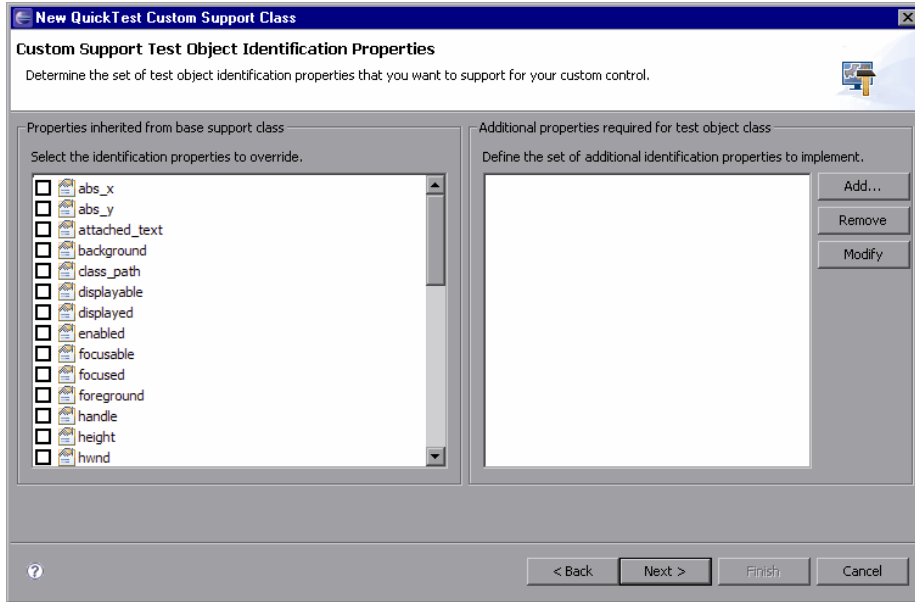 New QuickTest Custom Support Class
Custom Support Test Object Identification Properties
Determine the set of test object identification properties that you want to support for your custom control.
Properties inherited from base support class
Select the identification properties to override.
abs_x
abs_y
attached_text
background
class_path
displayable
displayed
enabled
focusable
focused
foreground
handle
height
hwnd
Additional properties required for test object class
Define the set of additional identification properties to implement.
Add...
Remove
Modify
?
< Back
Next >
Finish
Cancel